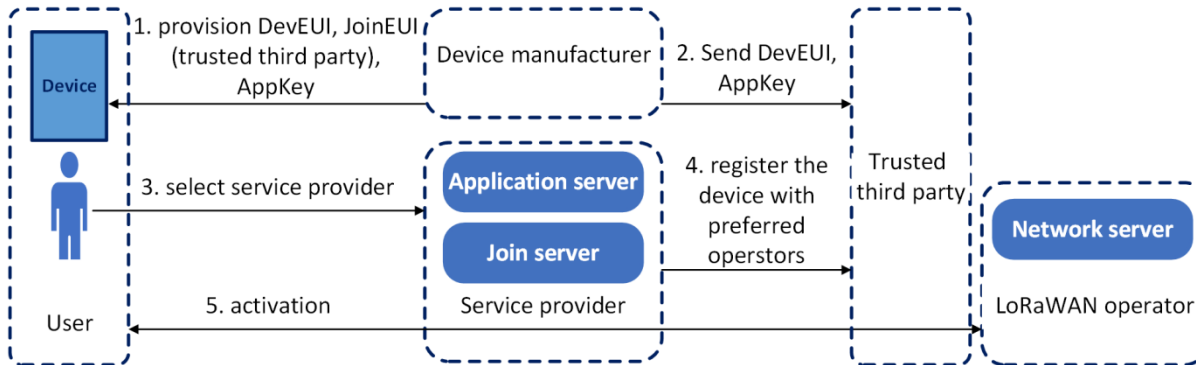 1. provision DevEUI, JoinEUI
(trusted third party),
AppKey
Device
Device manufacturer
2. Send DevEUI,
AppKey
3. select service provider
Application server
Join server
Service provider
4. register the
device with
preferred
operstors
Trusted
third party
Network server
LoRaWAN operator
User
5. activation